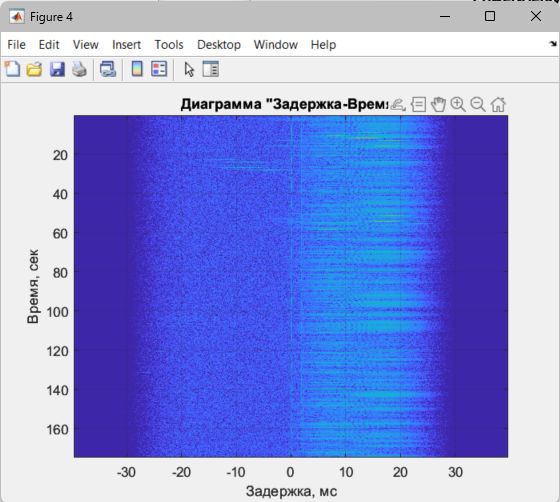 Figure 4
File Edit View Insert Tools Desktop Window Help
Диаграмма "Задержка-Время
20
40
60
80
100
120
140
160
Время, сек
-30 -20 -10 0 10 20 30
Задержка, мс